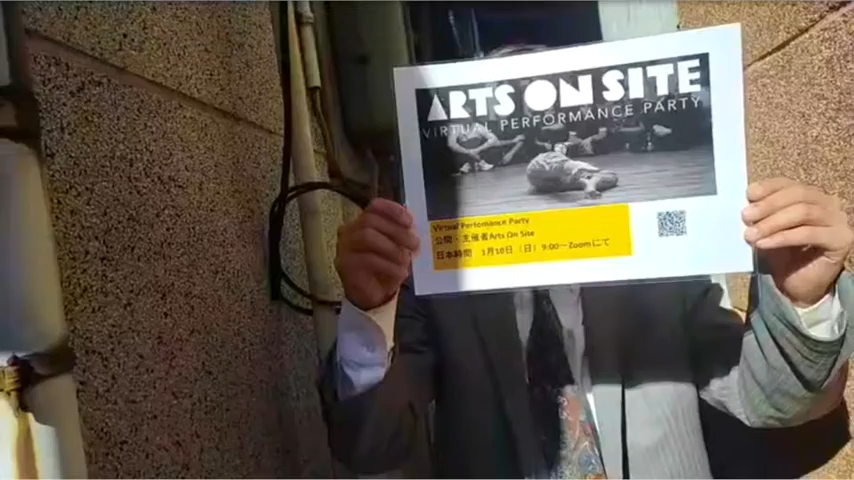 ARTS ON SITE
VIRTUAL PERFORMANCE PARTY
Virtual Perfomance Party
公開・主催者Arts On Site
日本時間 1月10日（日）9:00～Zoomにて